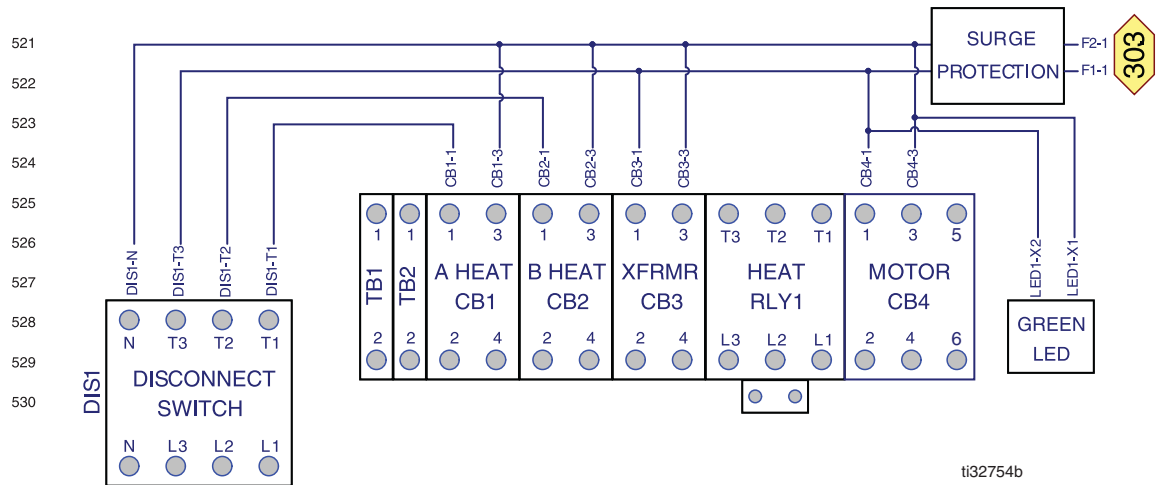 521
522
523
524
525
526
527
528
529
530
SURGE
PROTECTION
F2-1
F1-1
303
CB1-1
CB1-3
CB2-1
CB2-3
CB3-1
CB3-3
CB4-1
CB4-3
DIS1-N
DIS1-T3
DIS1-T2
DIS1-T1
LED1-X2
LED1-X1
1 1 1 3 1 3 1 3 T3 T2 T1 1 3 5
TB1
TB2
A HEAT
CB1
B HEAT
CB2
XFRMR
CB3
HEAT
RLY1
MOTOR
CB4
2 2 2 4 2 4 2 4 L3 L2 L1 2 4 6
GREEN
LED
DIS1
N T3 T2 T1
DISCONNECT
SWITCH
N L3 L2 L1
ti32754b